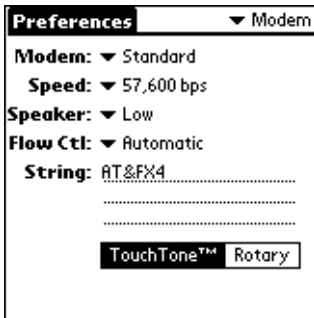 Preferences ▼ Modem
Modem: ▼ Standard
Speed: ▼ 57,600 bps
Speaker: ▼ Low
Flow Ctl: ▼ Automatic
String: AT&FX4
TouchTone™ Rotary